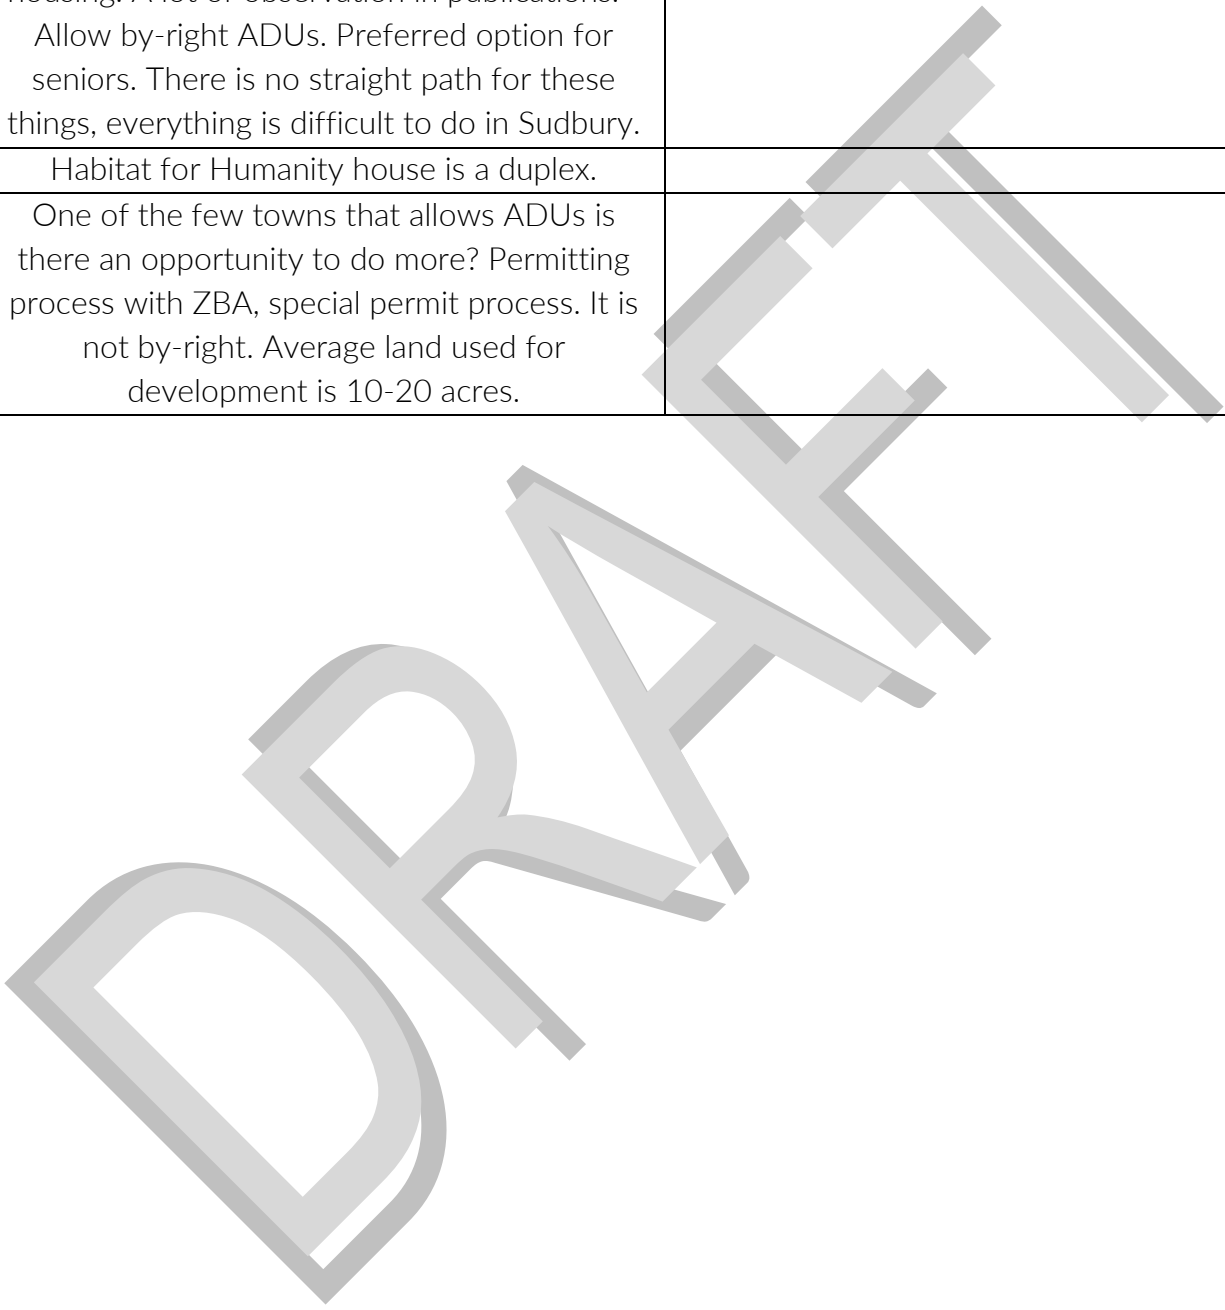 housing. A lot of observation in publications.
Allow by-right ADUs. Preferred option for
seniors. There is no straight path for these
things, everything is difficult to do in Sudbury.
Habitat for Humanity house is a duplex.
One of the few towns that allows ADUs is
there an opportunity to do more? Permitting
process with ZBA, special permit process. It is
not by-right. Average land used for
development is 10-20 acres.
DRAFT